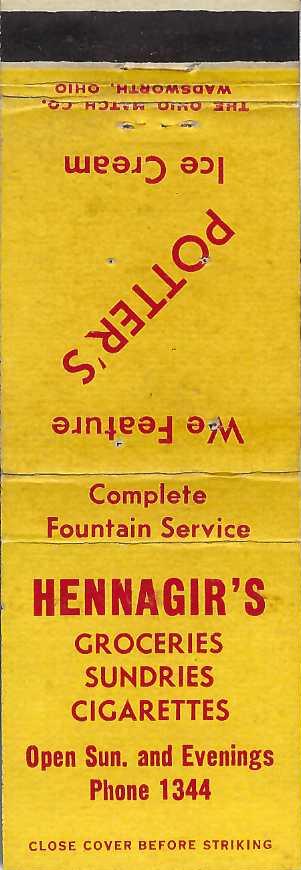 THE OHIO MATCH CO.
WADSWORTH, OHIO
We Feature
POTTER'S
Ice Cream
Complete
Fountain Service
HENNAGIR'S
GROCERIES
SUNDRIES
CIGARETTES
Open Sun. and Evenings
Phone 1344
CLOSE COVER BEFORE STRIKING